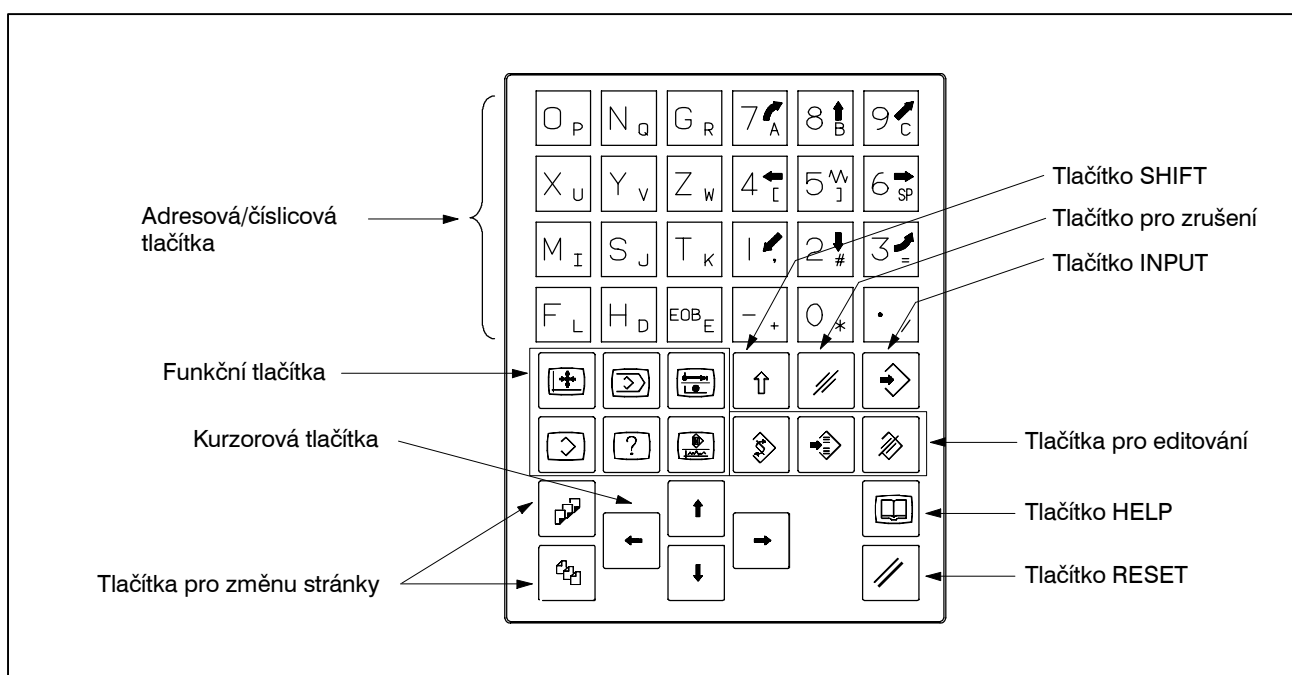 O P N Q G R 7 A 8 B 9 C
X U Y V Z W 4 [ 5 ] 6 SP
Tlačítko SHIFT
Adresová/číslicová
tlačítka
Tlačítko pro zrušení
M I S J T K 1 , 2 # 3 =
Tlačítko INPUT
F L H D EOB E - + 0 * . /
Funkční tlačítka
?
Kurzorová tlačítka
Tlačítka pro editování
Tlačítko HELP
Tlačítka pro změnu stránky
Tlačítko RESET